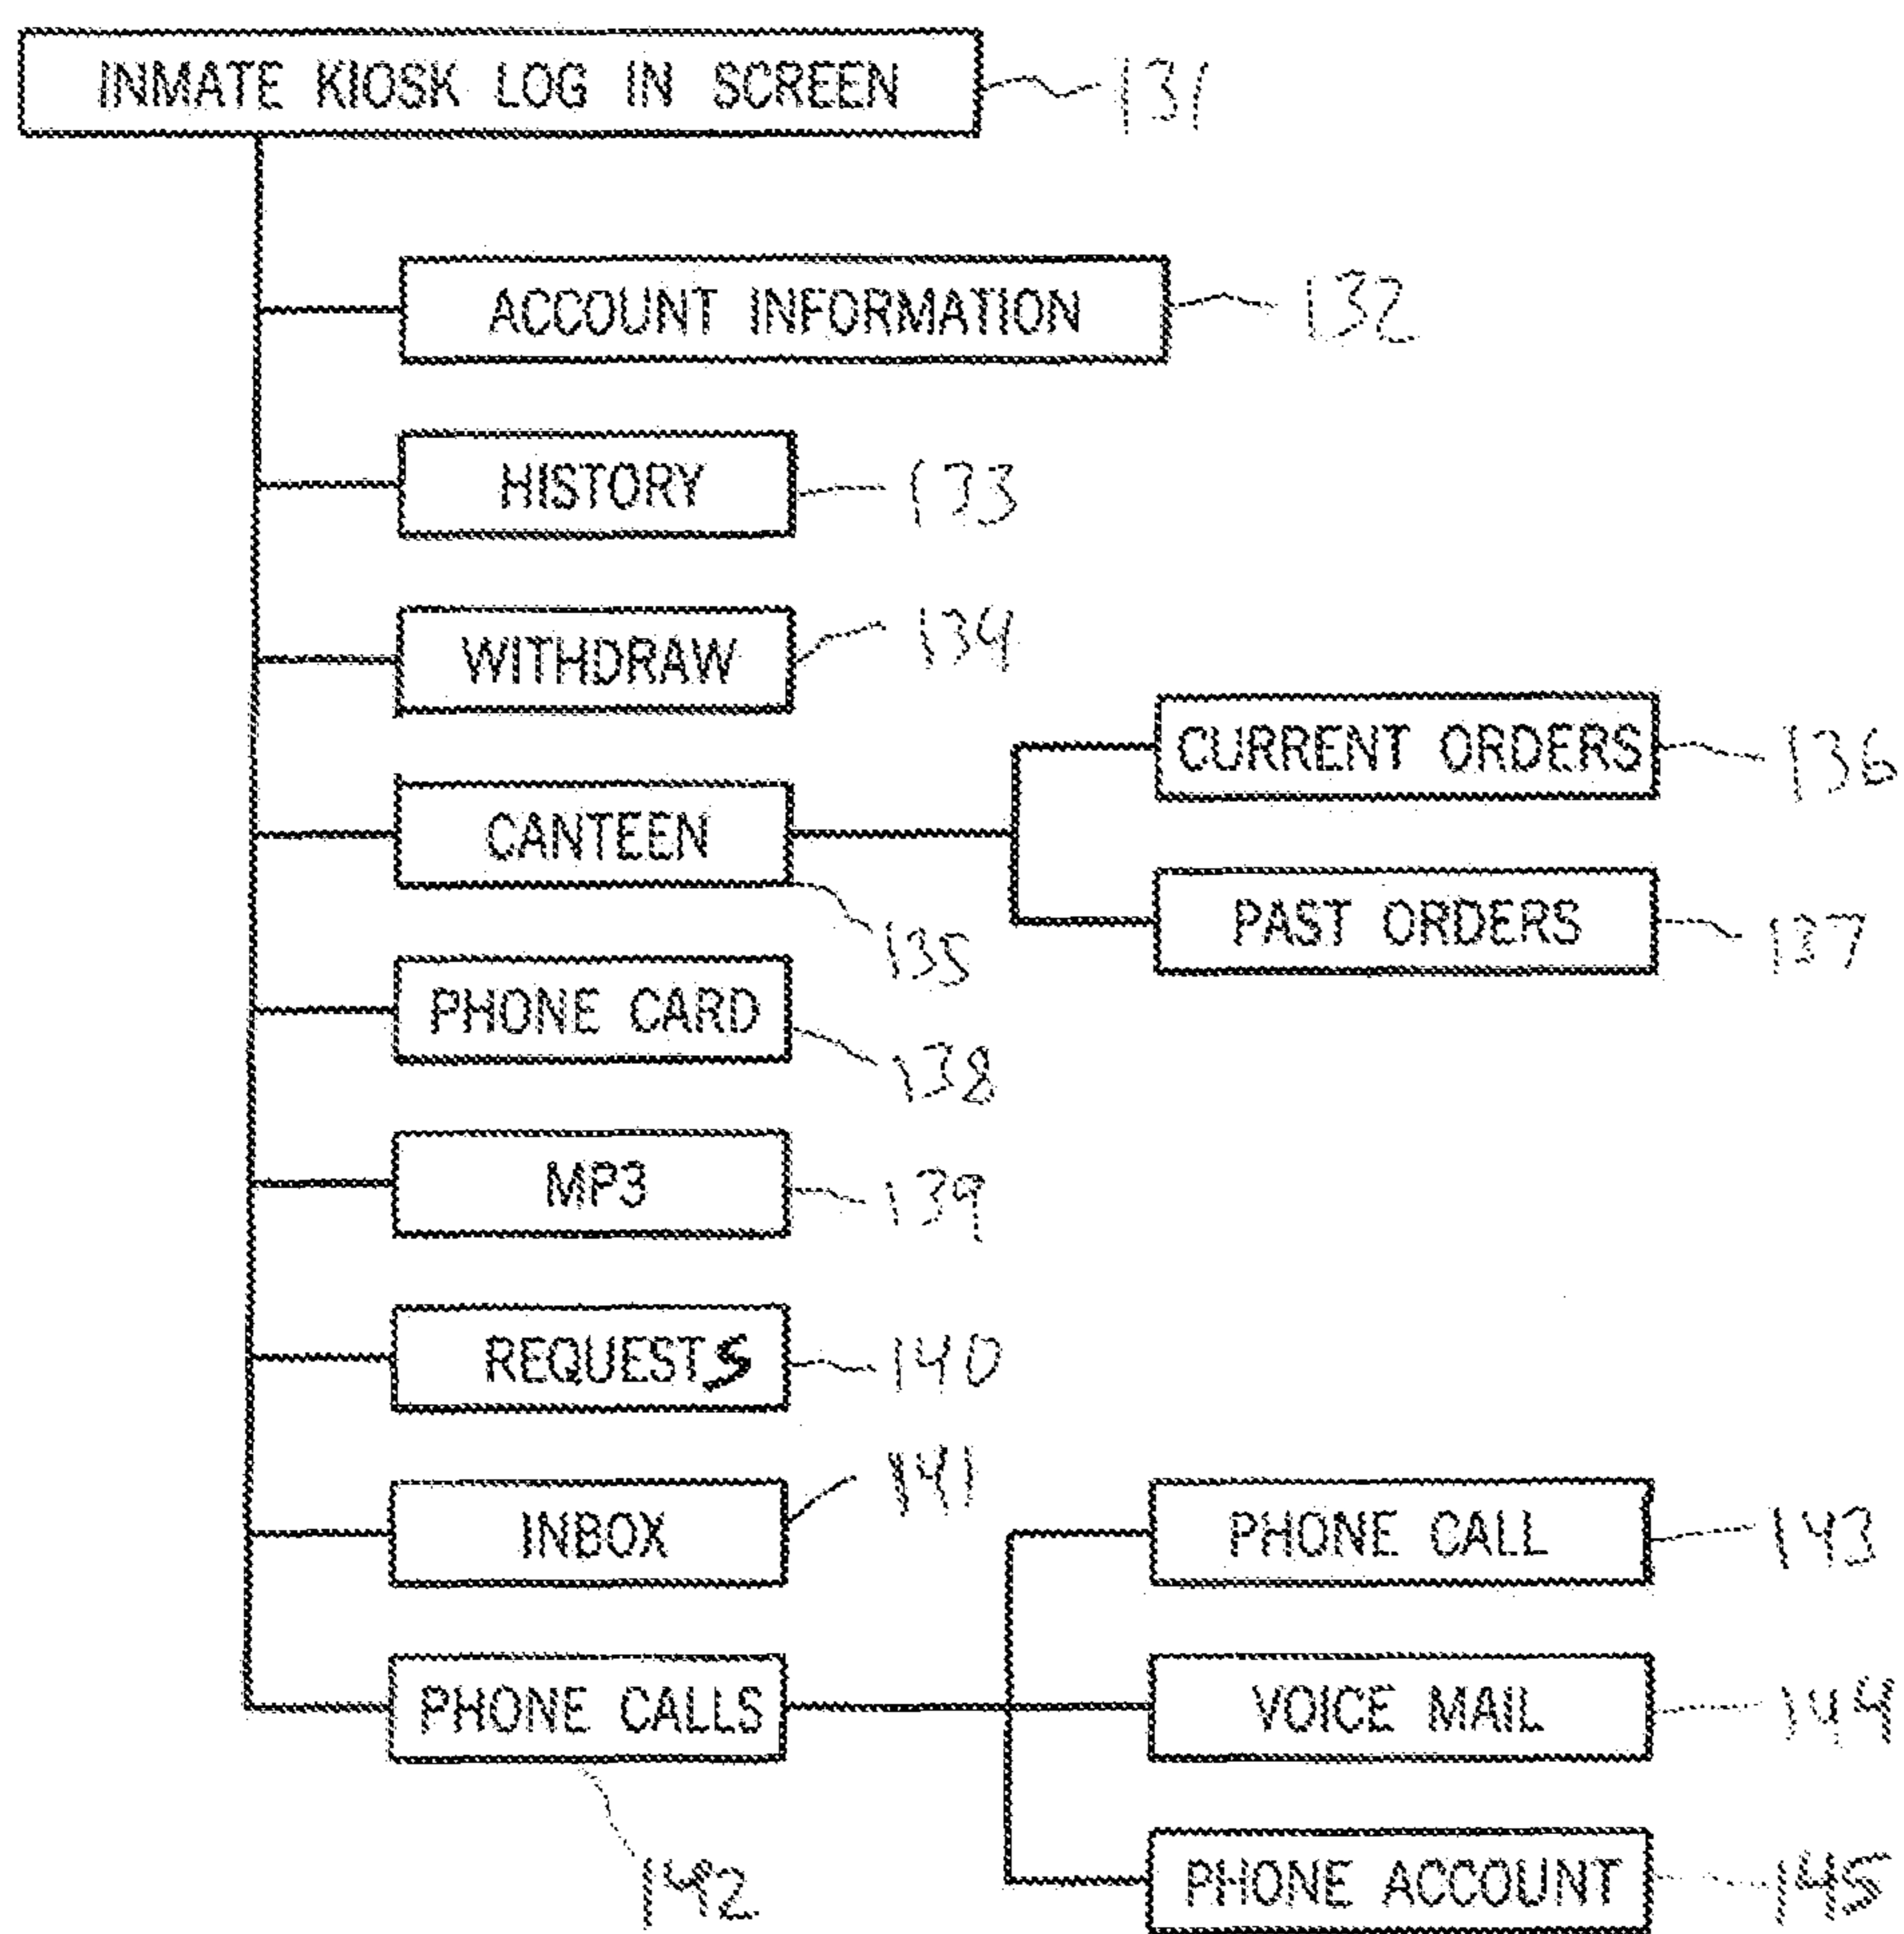 INMATE KIOSK LOG IN SCREEN 131
ACCOUNT INFORMATION 132
HISTORY 133
WITHDRAW 134
CURRENT ORDERS 136
CANTEEN 135
PAST ORDERS 137
PHONE CARD 138
MP3 139
REQUESTS 140
INBOX 141
PHONE CALL 143
PHONE CALLS 142
VOICE MAIL 144
PHONE ACCOUNT 145